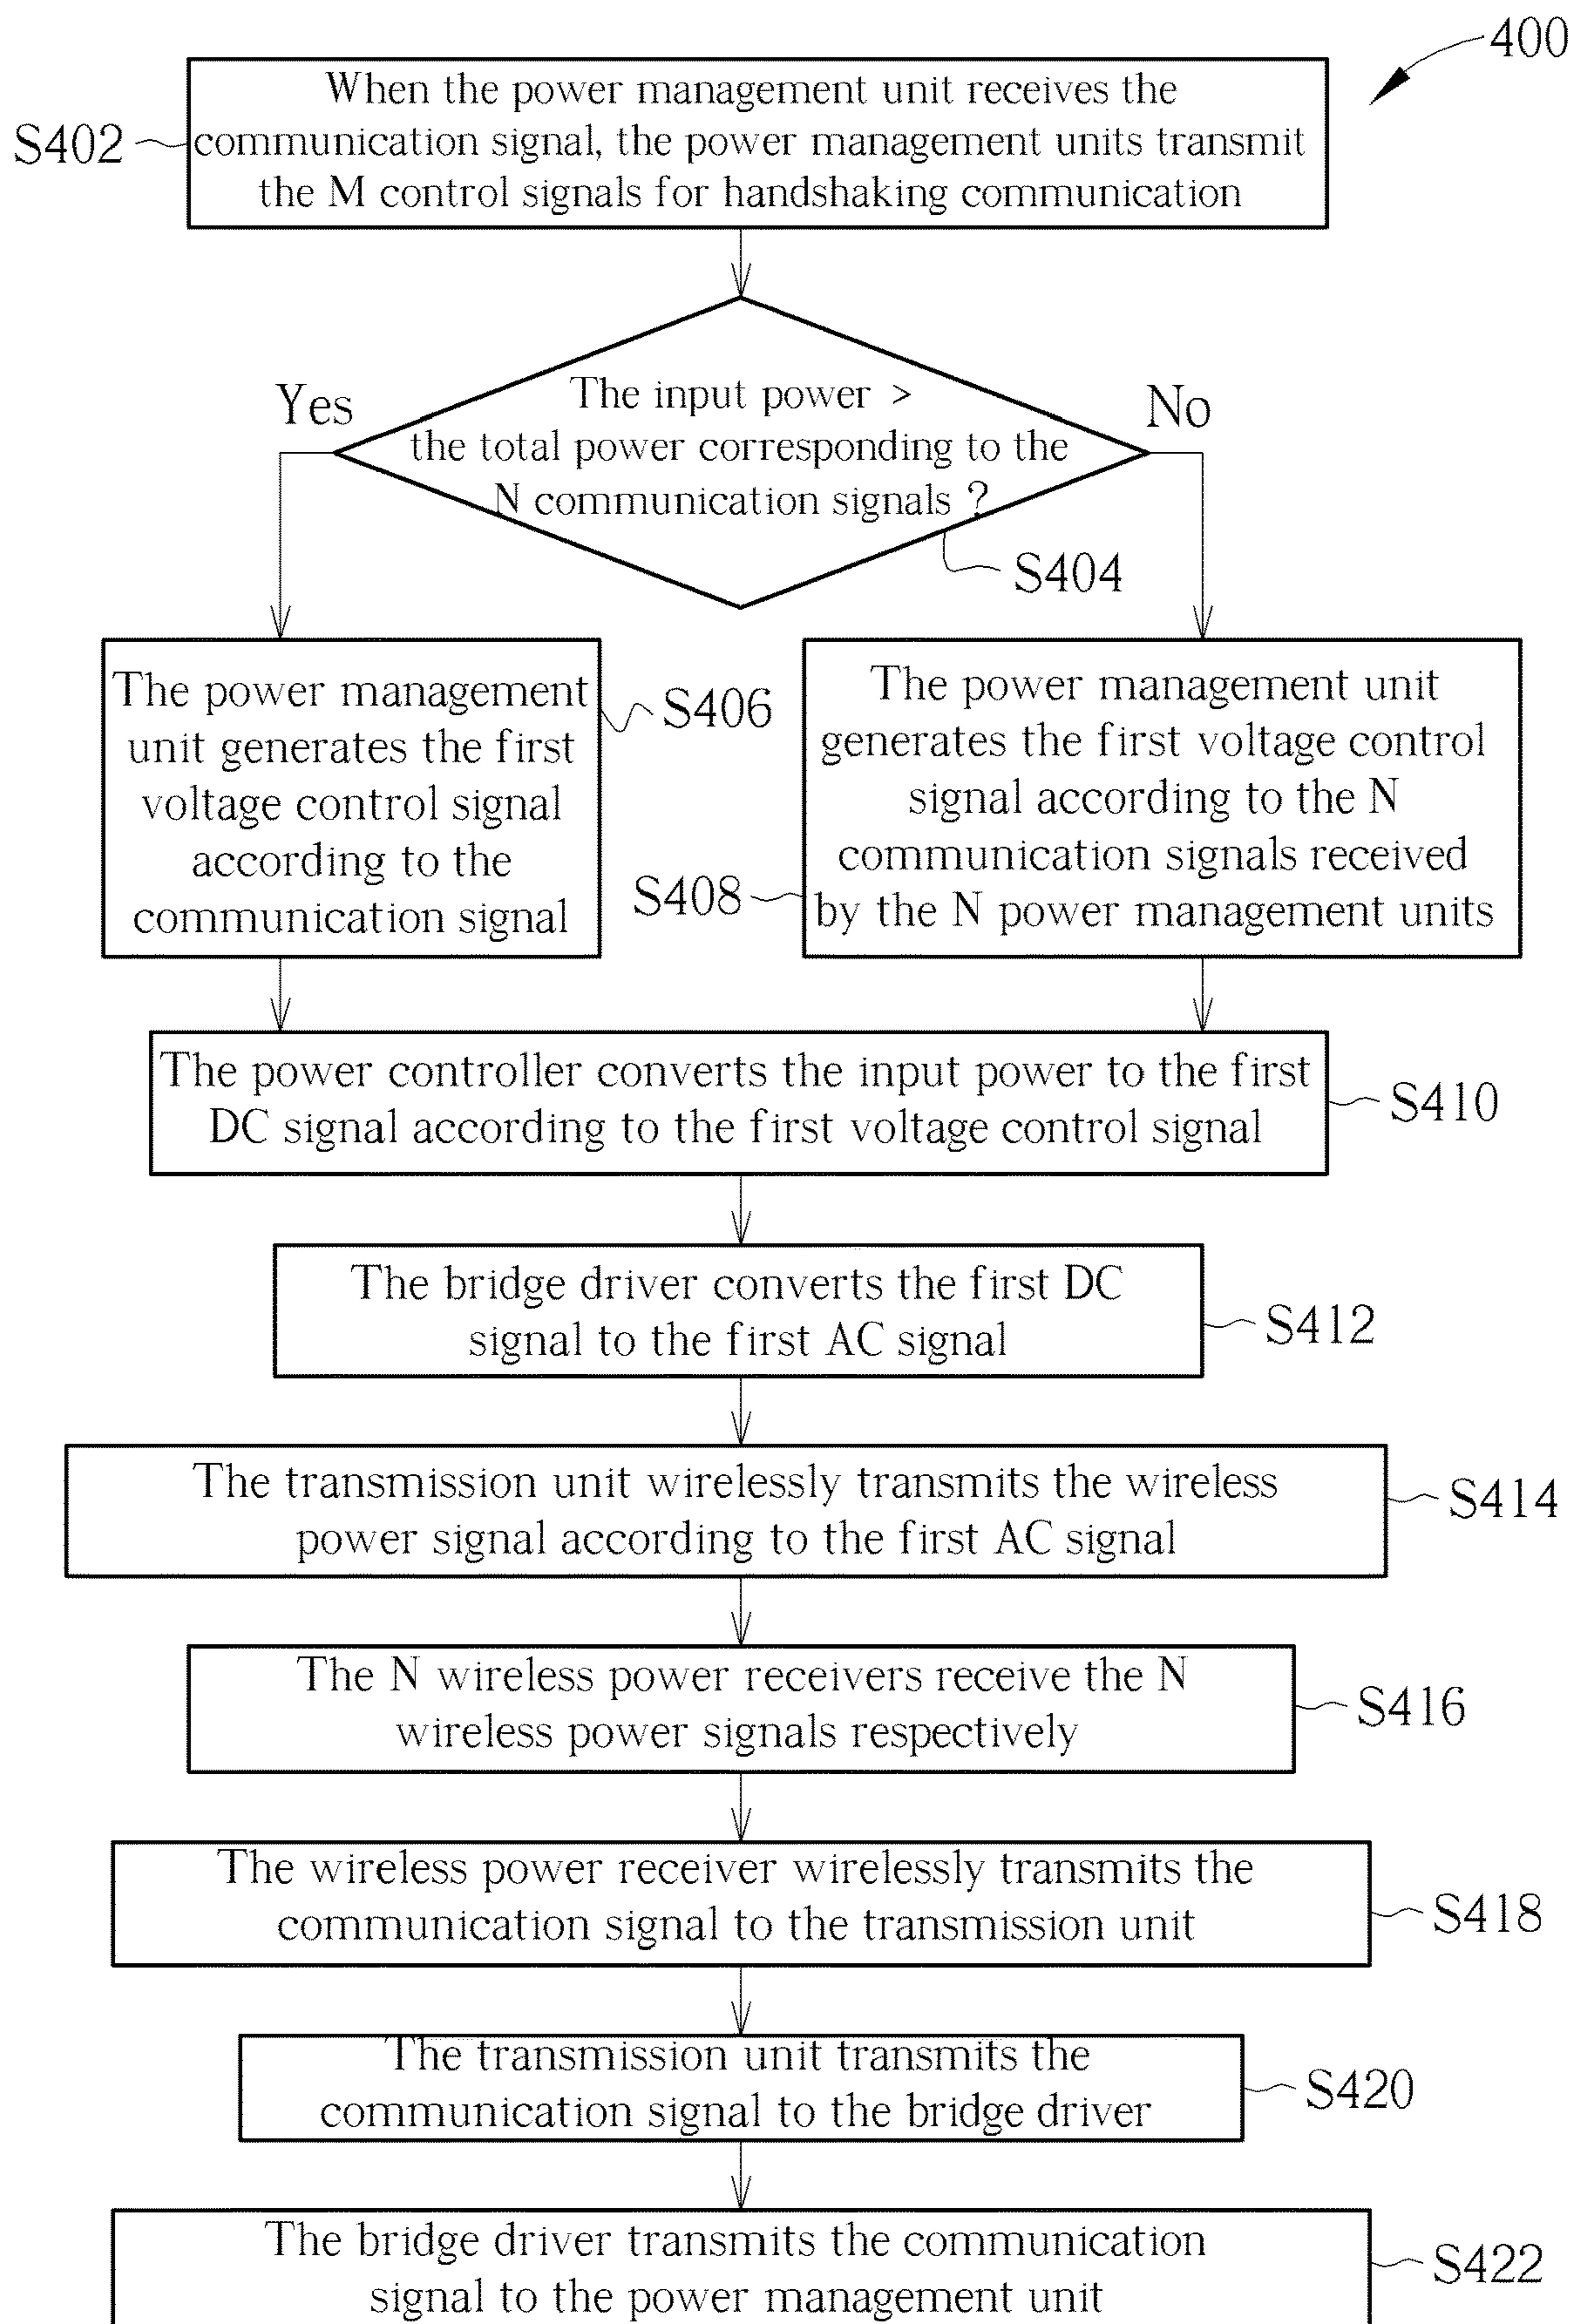 400
When the power management unit receives the
S402
communication signal, the power management units transmit
the M control signals for handshaking communication
Yes
The input power >
the total power corresponding to the
N communication signals ?
No
S404
The power management
unit generates the first
voltage control signal
according to the
communication signal
S406
The power management unit
generates the first voltage control
signal according to the N
communication signals received
by the N power management units
S408
The power controller converts the input power to the first
DC signal according to the first voltage control signal
S410
The bridge driver converts the first DC
signal to the first AC signal
S412
The transmission unit wirelessly transmits the wireless
power signal according to the first AC signal
S414
The N wireless power receivers receive the N
wireless power signals respectively
S416
The wireless power receiver wirelessly transmits the
communication signal to the transmission unit
S418
The transmission unit transmits the
communication signal to the bridge driver
S420
The bridge driver transmits the communication
signal to the power management unit
S422